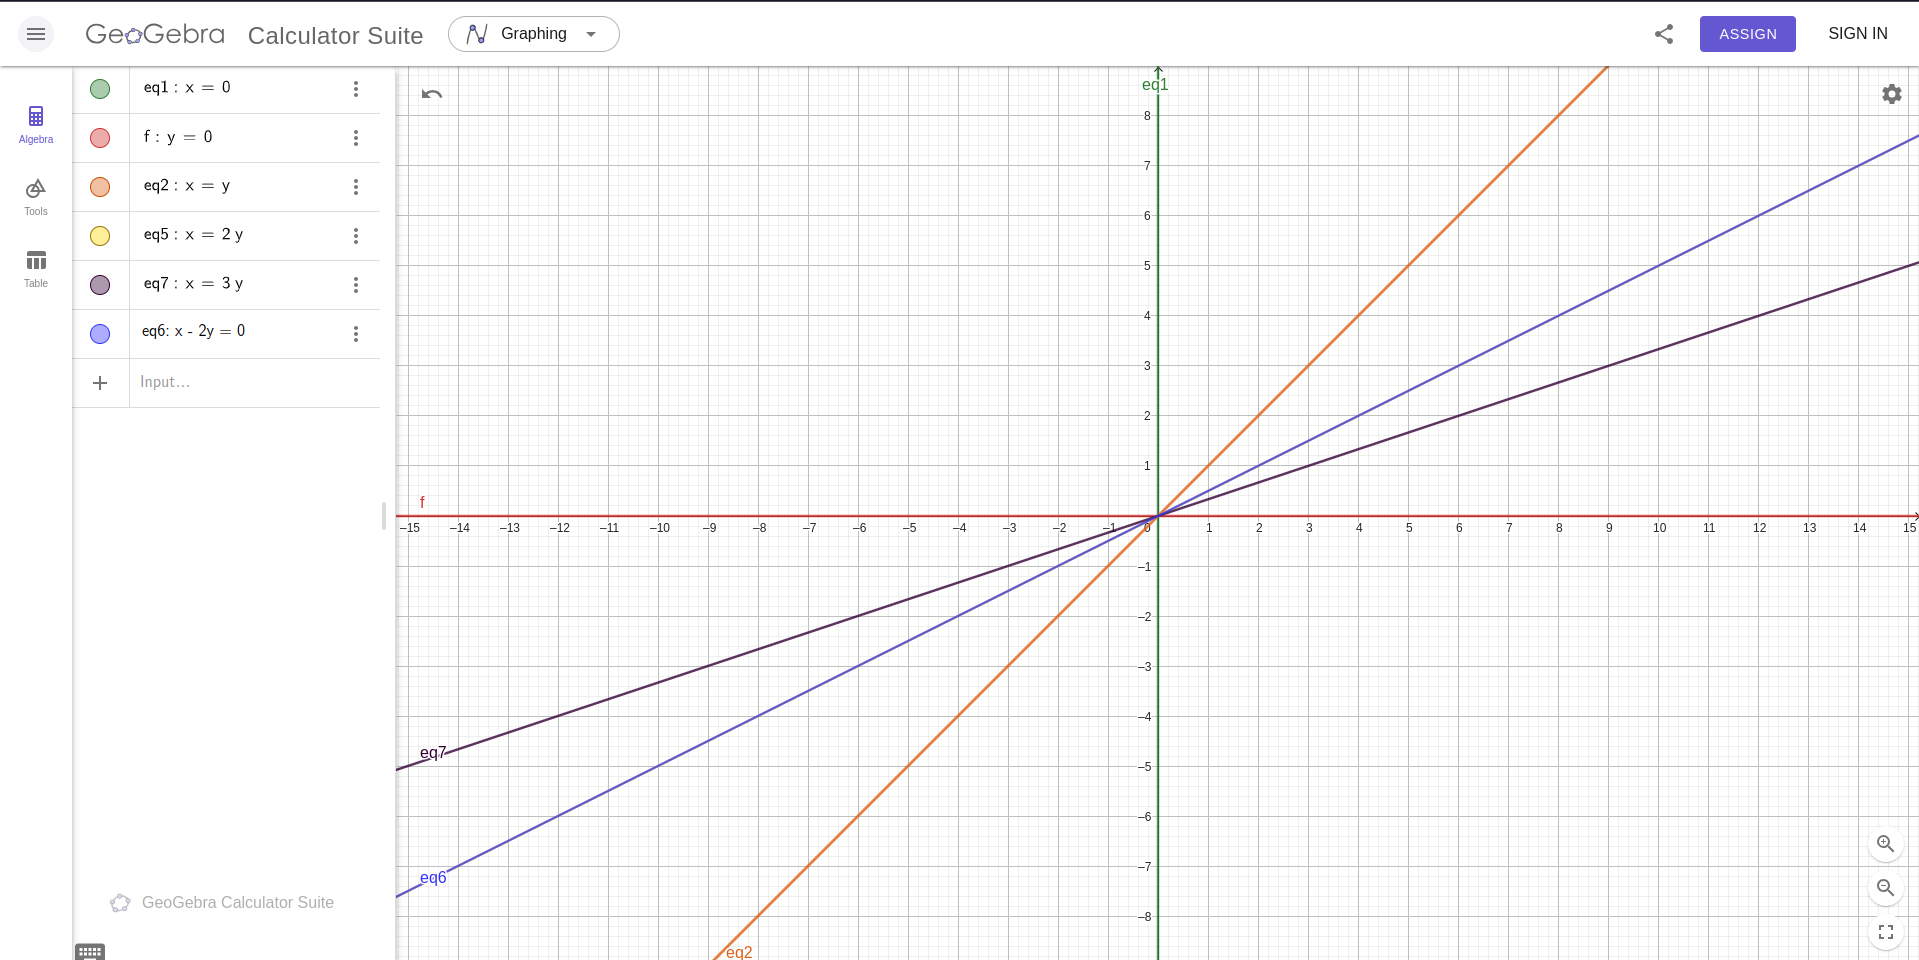 GeoGebra Calculator Suite Graphing ASSIGN SIGN IN
Algebra
Tools
Table
eq1 : x = 0
f : y = 0
eq2 : x = y
eq5 : x = 2 y
eq7 : x = 3 y
eq6: x - 2y = 0
Input...
GeoGebra Calculator Suite
eq1
8
7
6
5
4
3
2
1
f
–15 –14 –13 –12 –11 –10 –9 –8 –7 –6 –5 –4 –3 –2 –1 0 1 2 3 4 5 6 7 8 9 10 11 12 13 14 15
–1
–2
–3
–4
eq7
–5
–6
–7
eq6
–8
eq2